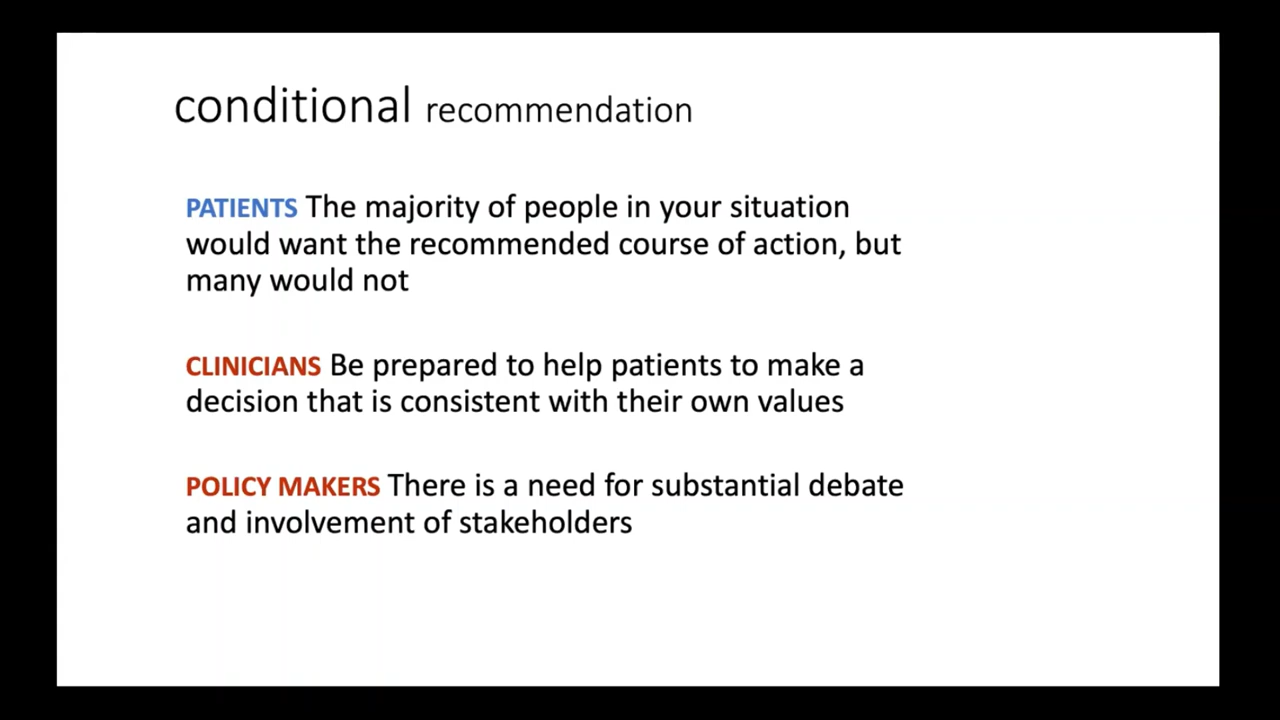 conditional recommendation
PATIENTS The majority of people in your situation
would want the recommended course of action, but
many would not
CLINICIANS Be prepared to help patients to make a
decision that is consistent with their own values
POLICY MAKERS There is a need for substantial debate
and involvement of stakeholders